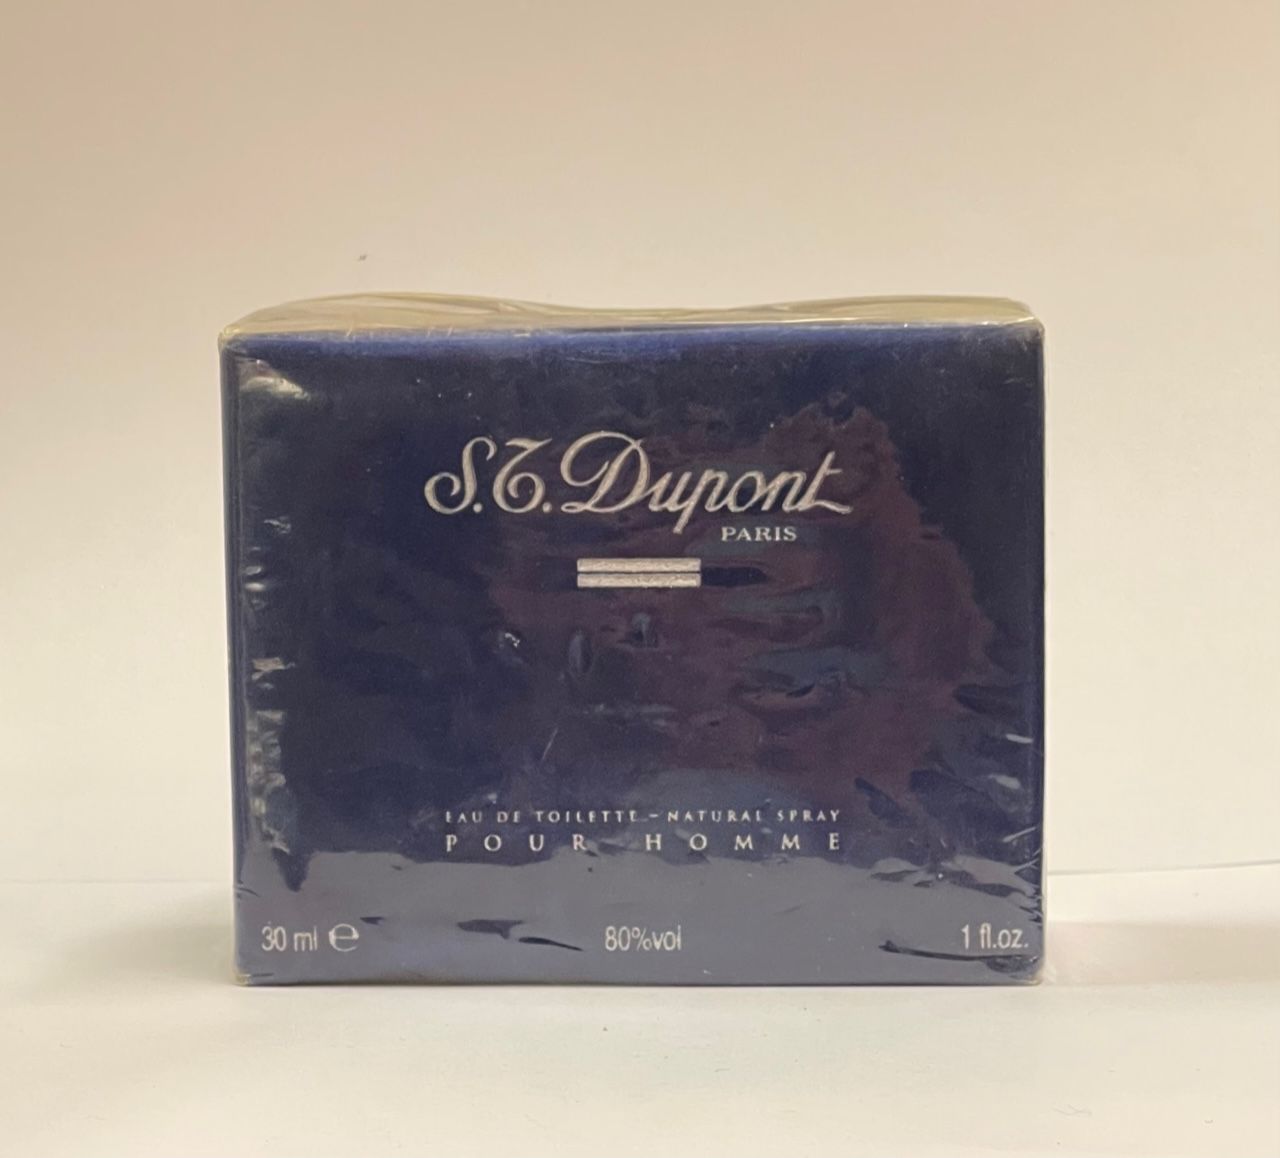 S.T. Dupont
PARIS
EAU DE TOILETTE – NATURAL SPRAY
POUR HOMME
30 ml ℮ 80%vol 1 fl.oz.